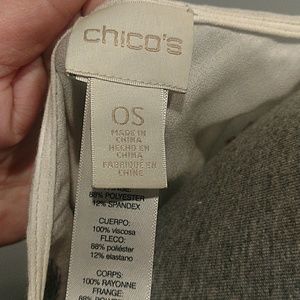 chico's
OS
MADE IN
CHINA
HECHO EN
CHINA
FABRIQUÉ EN
CHINE
88% POLYESTER
12% SPANDEX
CUERPO:
100% viscosa
FLECO:
88% poliéster
12% elastano
CORPS:
100% RAYONNE
FRANGE: